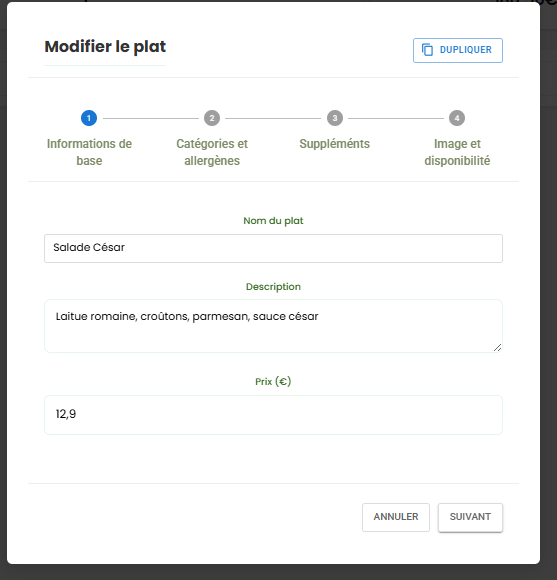 Modifier le plat
DUPLIQUER
1
2
3
4
Informations de
base
Catégories et
allergènes
Suppléments
Image et
disponibilité
Nom du plat
Salade César
Description
Laitue romaine, croûtons, parmesan, sauce césar
Prix (€)
12,9
ANNULER
SUIVANT